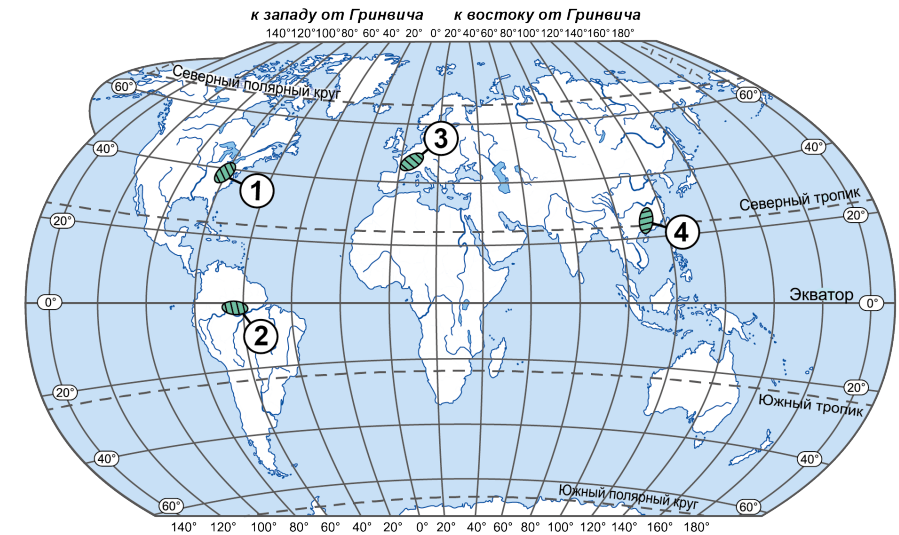 к западу от Гринвича к востоку от Гринвича
140° 120° 100° 80° 60° 40° 20° 0° 20° 40° 60° 80° 100° 120° 140° 160° 180°
Северный полярный круг
60° 60°
3
40° 40°
1
Северный тропик
20° 20°
4
Экватор
0° 0°
2
20° 20°
Южный тропик
40° 40°
Южный полярный круг
60° 60°
140° 120° 100° 80° 60° 40° 20° 0° 20° 40° 60° 80° 100° 120° 140° 160° 180°